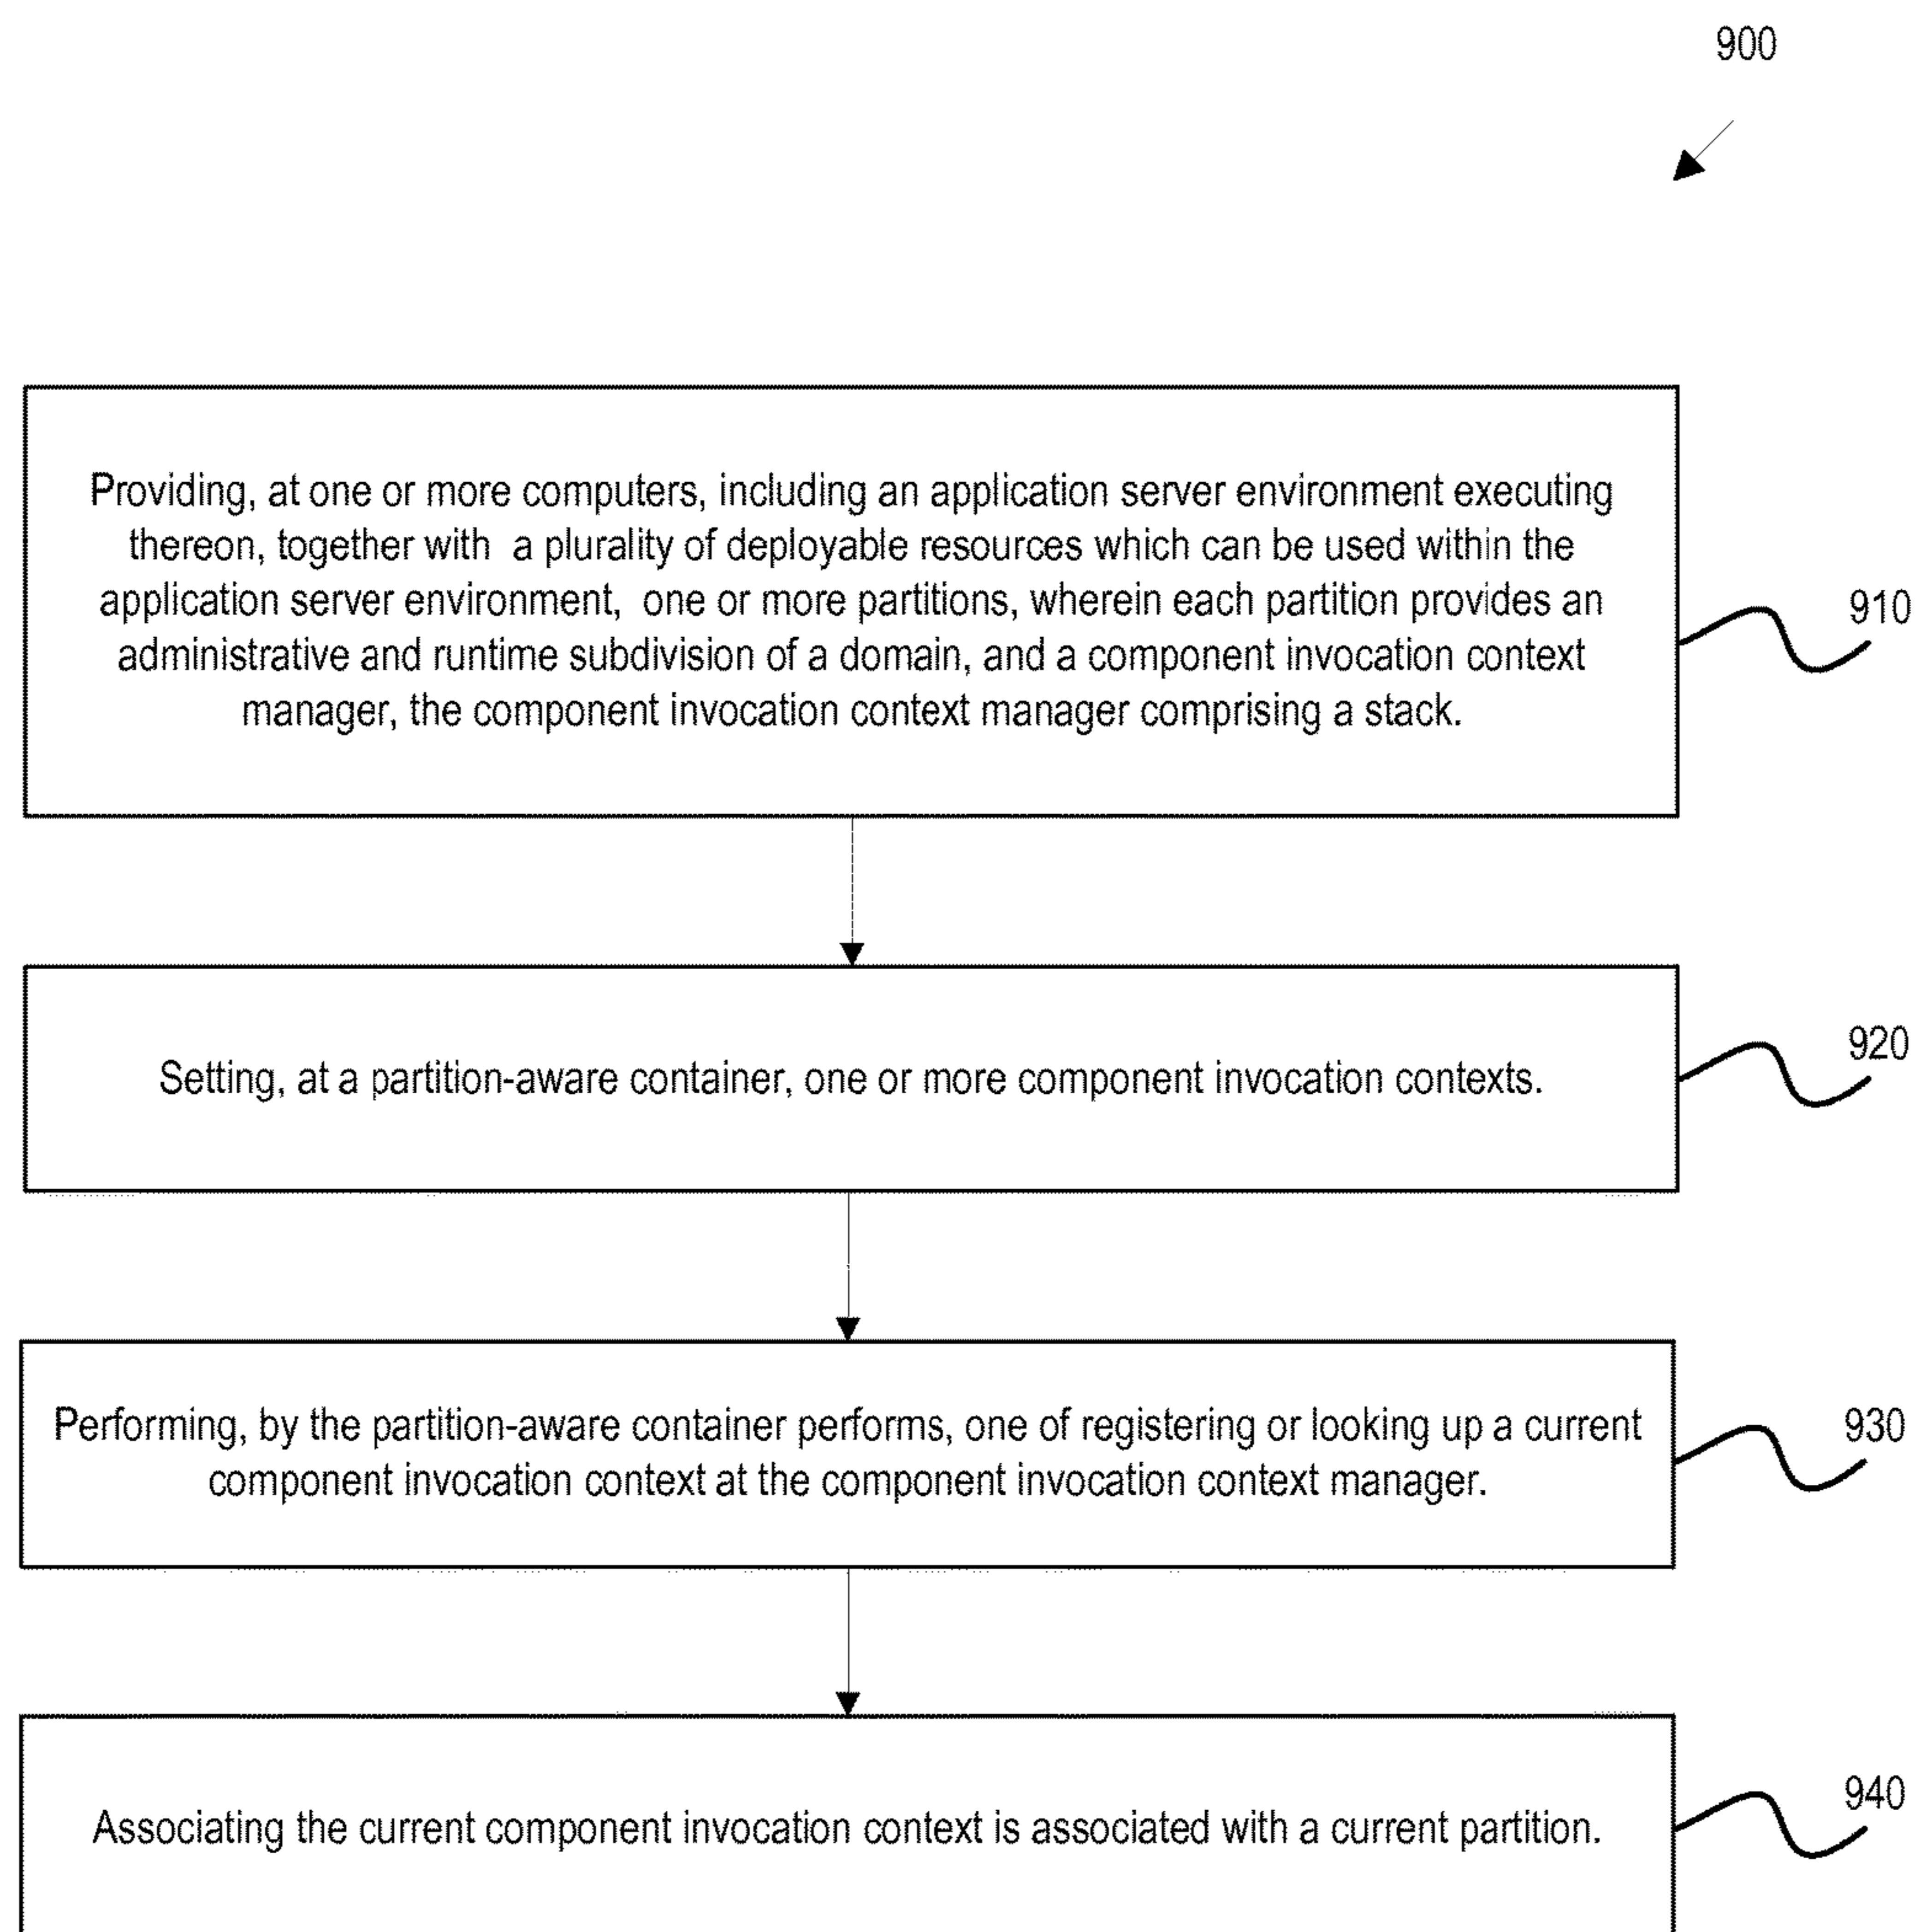 900
Providing, at one or more computers, including an application server environment executing
thereon, together with a plurality of deployable resources which can be used within the
application server environment, one or more partitions, wherein each partition provides an
administrative and runtime subdivision of a domain, and a component invocation context
manager, the component invocation context manager comprising a stack.
910
Setting, at a partition-aware container, one or more component invocation contexts.
920
Performing, by the partition-aware container performs, one of registering or looking up a current
component invocation context at the component invocation context manager.
930
Associating the current component invocation context is associated with a current partition.
940